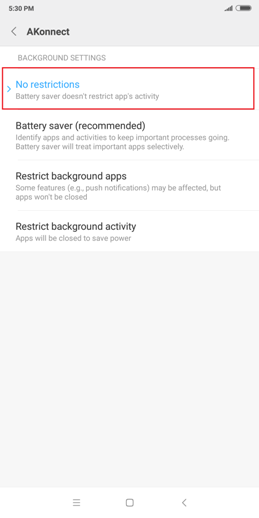 5:30 PM
AKonnect
BACKGROUND SETTINGS
No restrictions
Battery saver doesn't restrict app's activity
Battery saver (recommended)
Identify apps and activities to keep important processes going.
Battery saver will treat important apps selectively.
Restrict background apps
Some features (e.g., push notifications) may be affected, but
apps won't be closed
Restrict background activity
Apps will be closed to save power